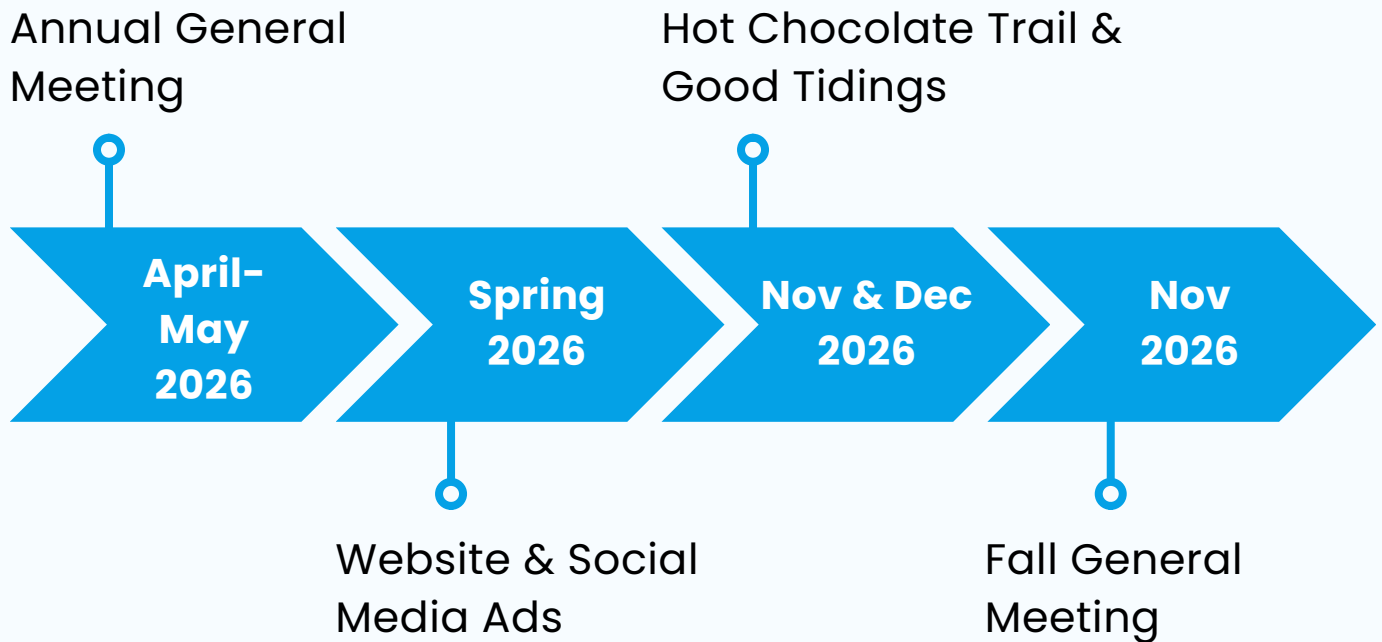 Annual General
Meeting
Hot Chocolate Trail &
Good Tidings
April-
May
2026
Spring
2026
Nov & Dec
2026
Nov
2026
Website & Social
Media Ads
Fall General
Meeting